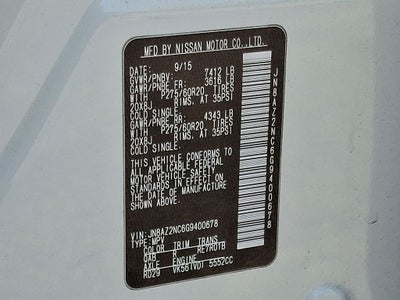 MFD BY NISSAN MOTOR CO.,LTD.
DATE: 9/15
GVWR/PNBV: 7412 LB
GAWR/PNBE FR: 3616 LB
WITH P275/60R20 TIRES
20X8J RIMS, AT 35PSI
COLD SINGLE.
GAWR/PNBE RR: 4343 LB
WITH P275/60R20 TIRES
20X8J RIMS, AT 35PSI
COLD SINGLE.
THIS VEHICLE CONFORMS TO
ALL APPLICABLE FEDERAL
MOTOR VEHICLE SAFETY
STANDARDS IN EFFECT ON
THE DATE OF MANUFACTURE
SHOWN ABOVE.
VIN: JN8AZ2NC6G9400678
TYPE: MPV
COLOR TRIM TRANS
QAB R RE7R01B
AXLE ENGINE
RD29 VK56(VD) 5552CC
JN8AZ2NC6G9400678